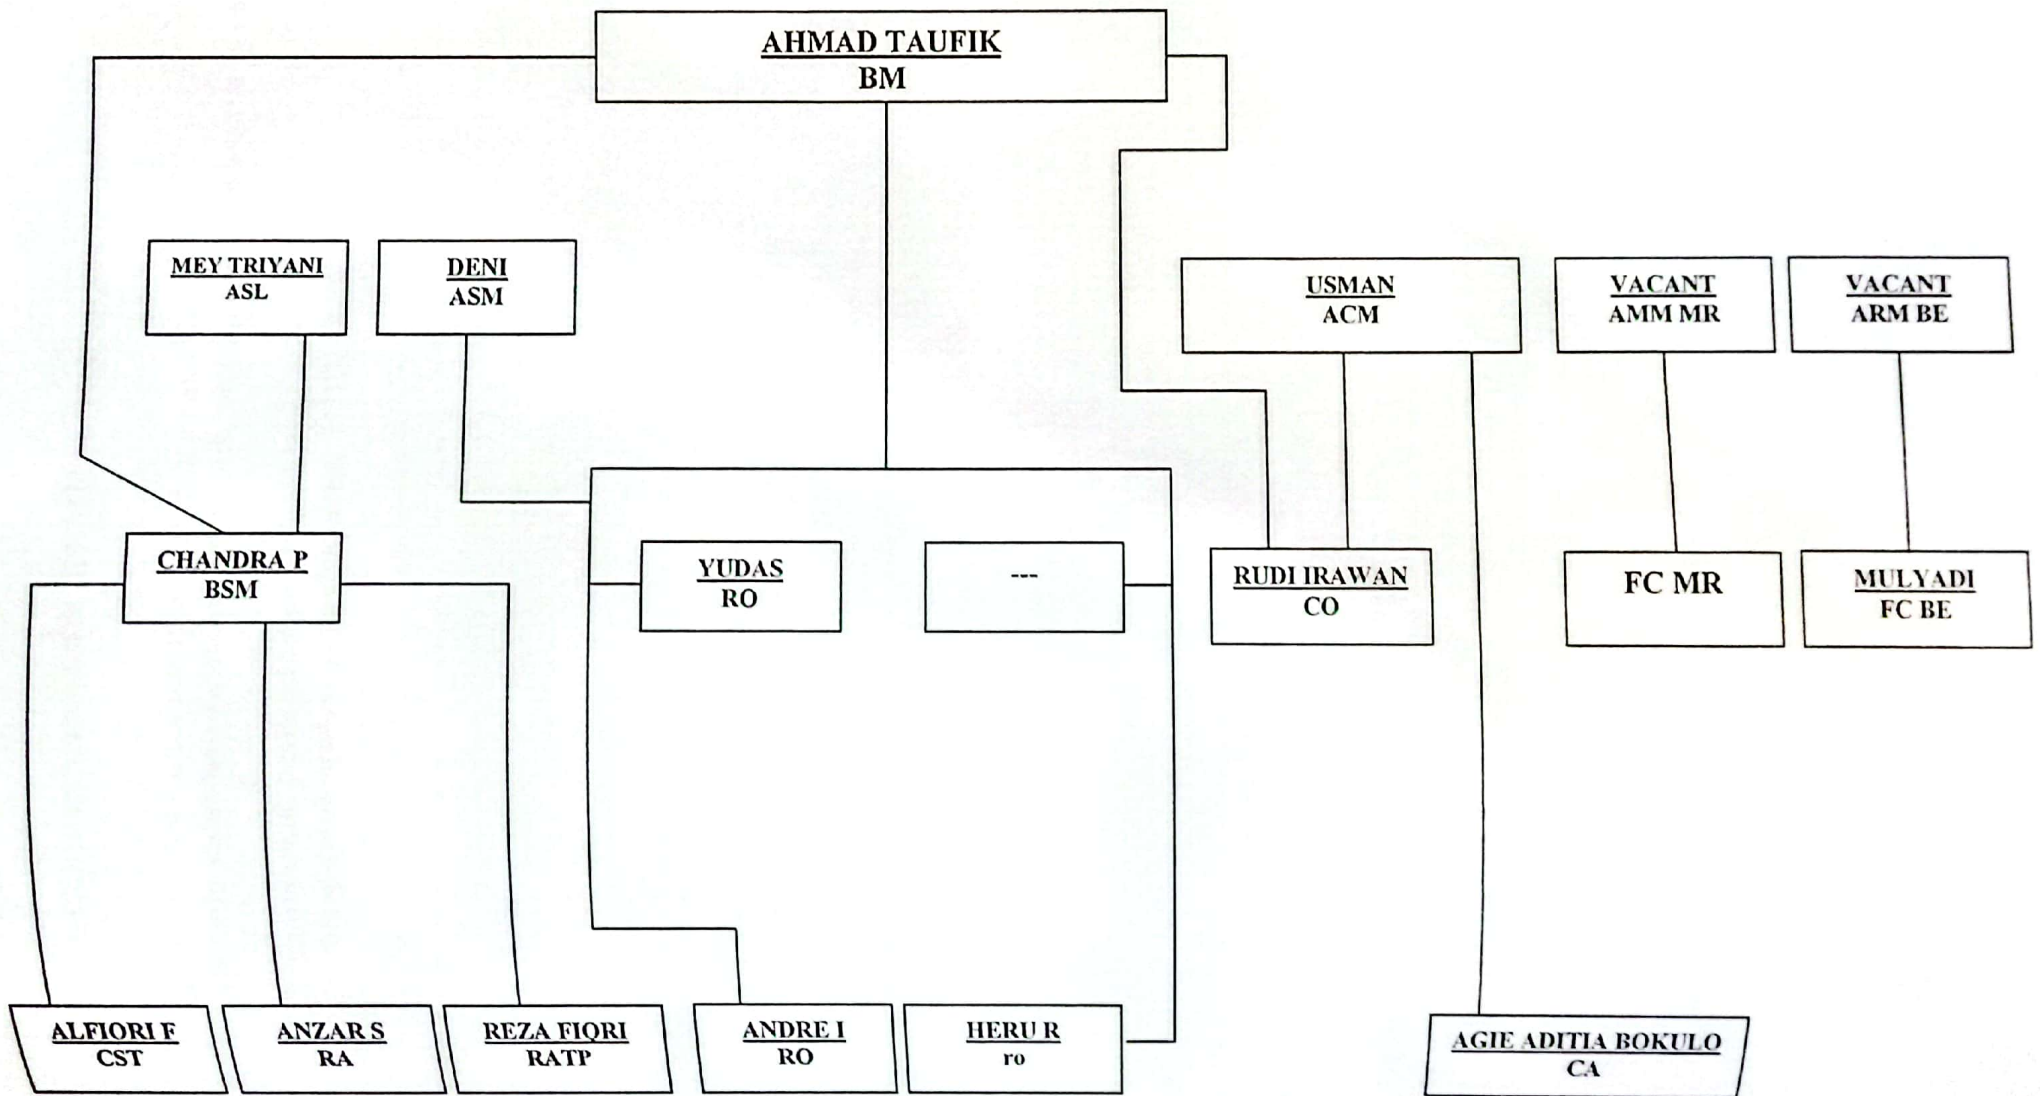 AHMAD TAUFIK
BM
MEY TRIYANI
ASL
DENI
ASM
USMAN
ACM
VACANT
AMM MR
VACANT
ARM BE
CHANDRA P
BSM
YUDAS
RO
---
RUDI IRAWAN
CO
FC MR
MULYADI
FC BE
ALFIORI F
CST
ANZAR S
RA
REZA FIQRI
RATP
ANDRE I
RO
HERU R
ro
AGIE ADITIA BOKULO
CA